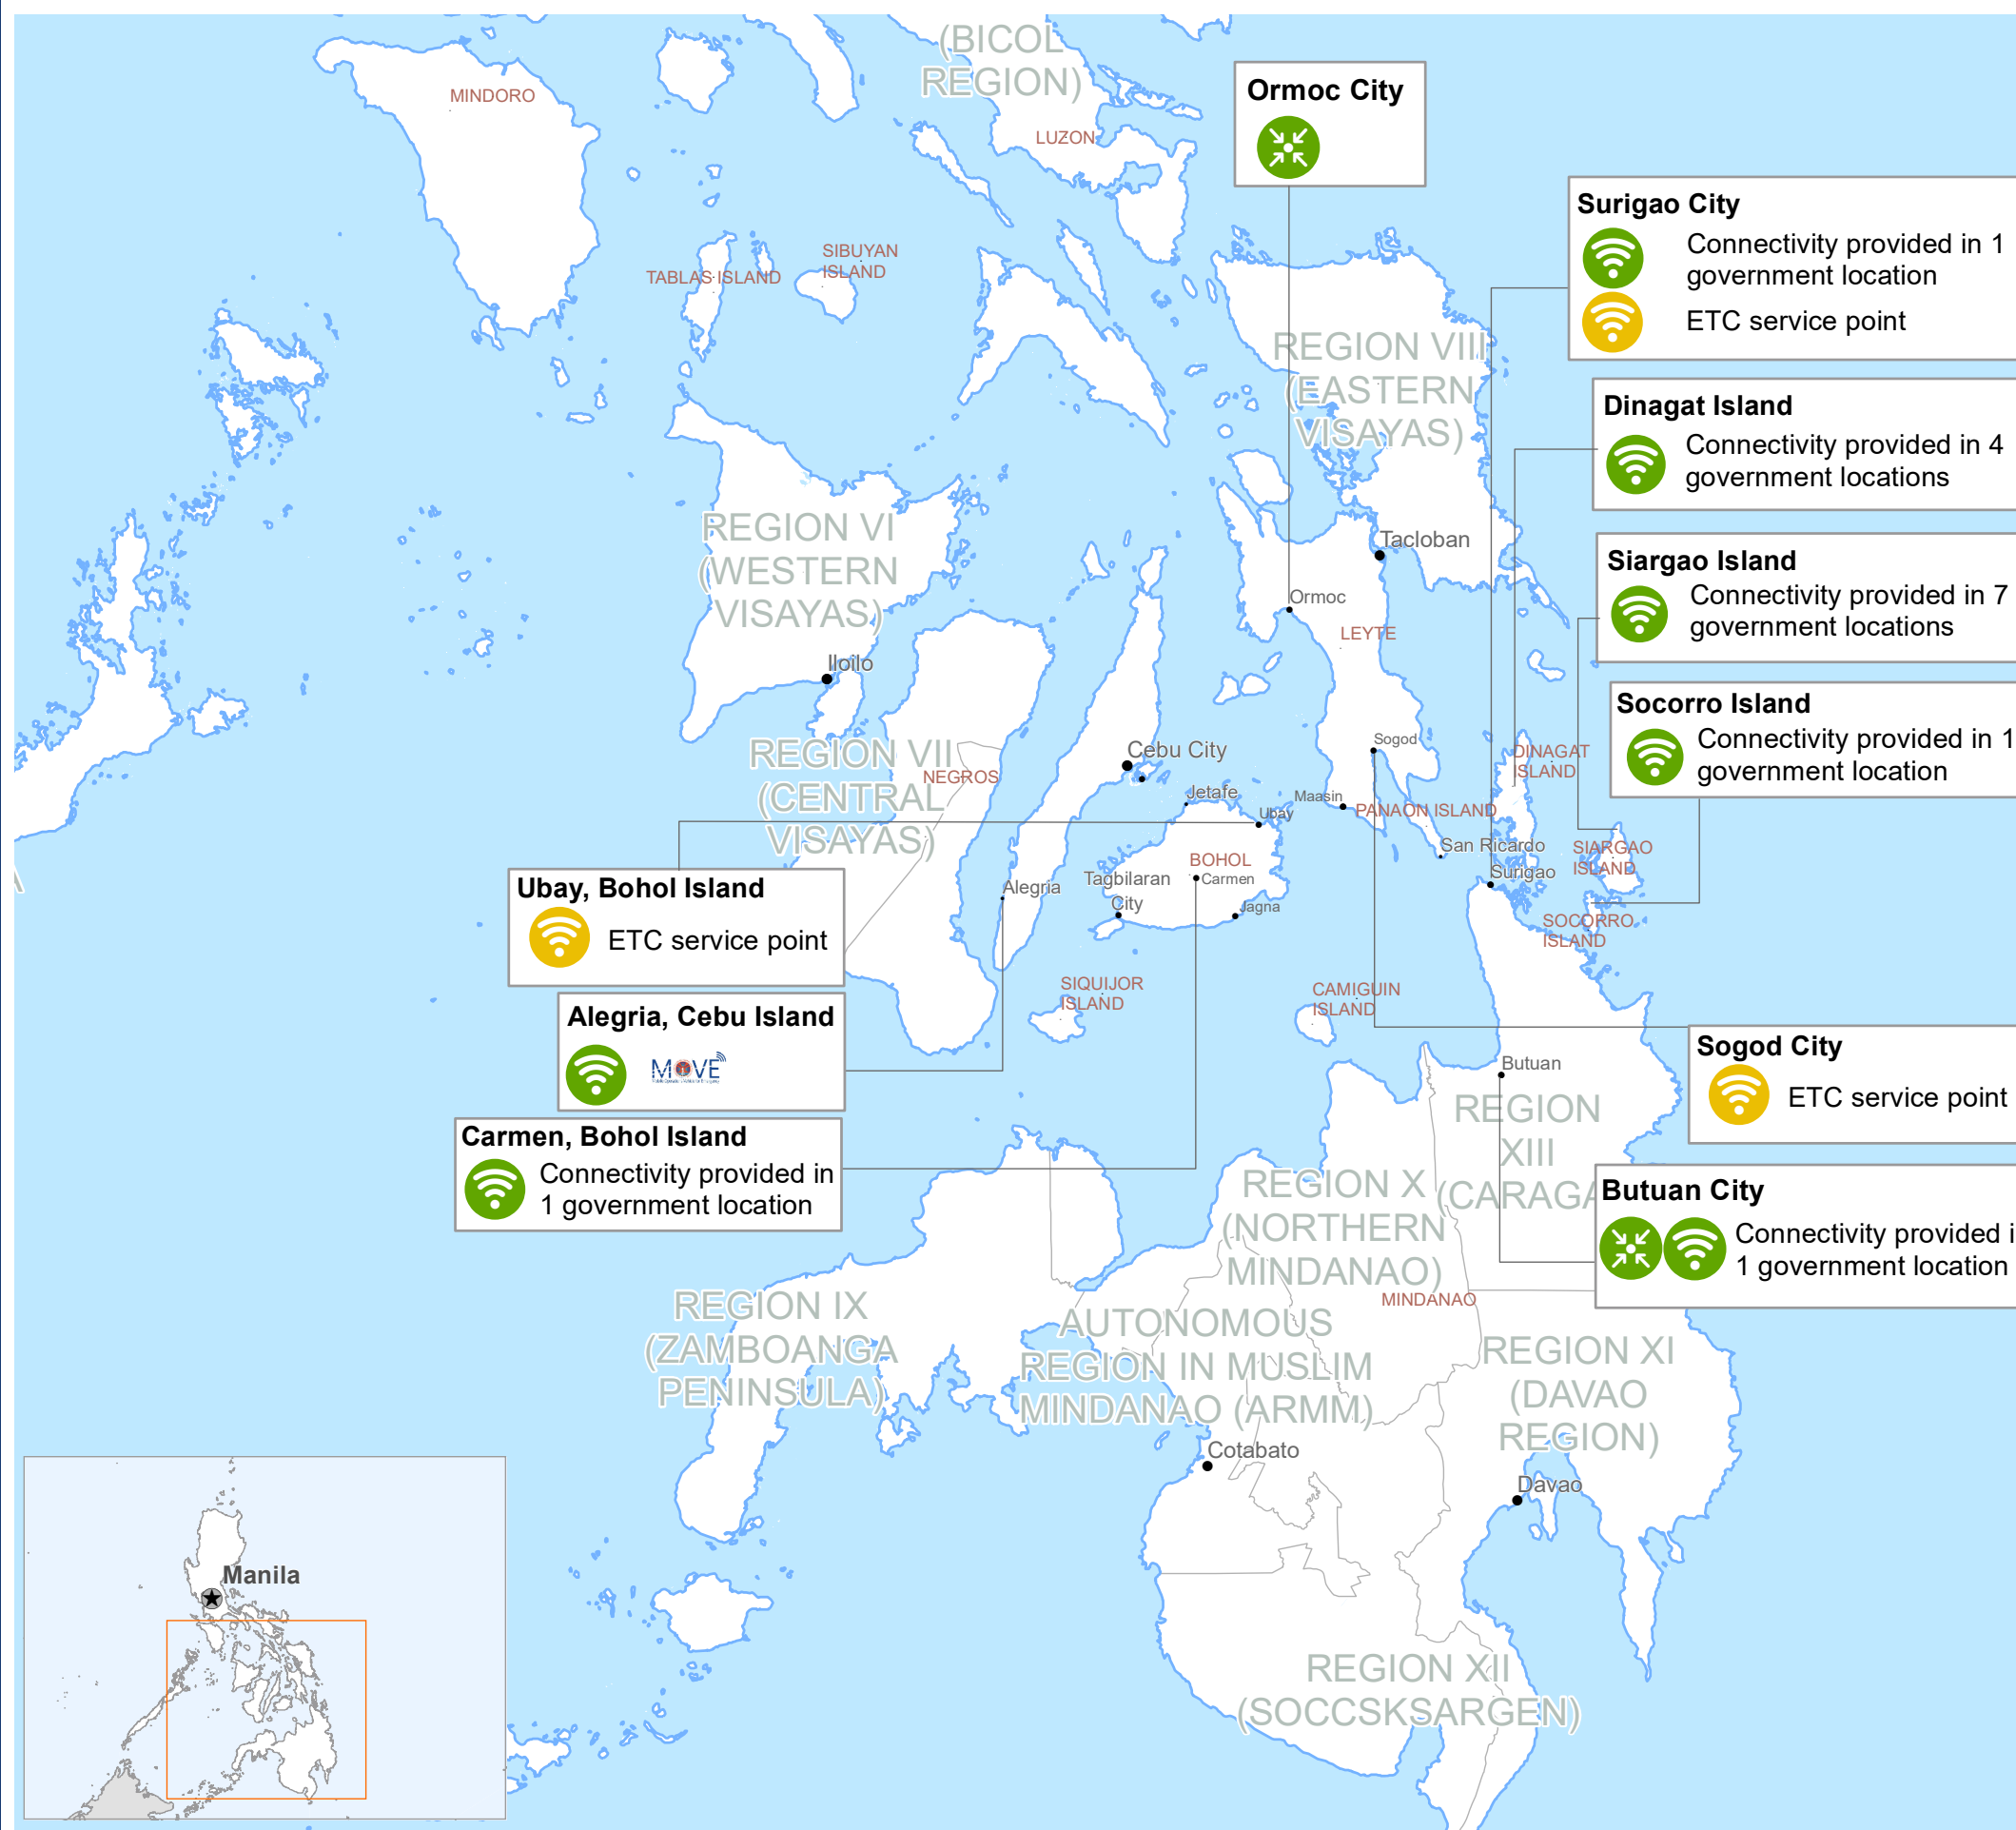 (BICOL
REGION)
MINDORO
LUZON
Ormoc City
Surigao City
Connectivity provided in 1
government location
ETC service point
SIBUYAN
ISLAND
TABLAS ISLAND
REGION VIII
(EASTERN
VISAYAS)
Dinagat Island
Connectivity provided in 4
government locations
REGION VI
(WESTERN
VISAYAS)
Tacloban
Siargao Island
Connectivity provided in 7
government locations
Ormoc
LEYTE
Iloilo
Socorro Island
Connectivity provided in 1
government location
Sogod
Cebu City
REGION VII
(CENTRAL
VISAYAS)
NEGROS
DINAGAT
ISLAND
Jetafe
Ubay
Maasin
PANAON ISLAND
San Ricardo
SIARGAO
ISLAND
Surigao
BOHOL
Carmen
Tagbilaran
City
Jagna
Alegria
SOCORRO
ISLAND
Ubay, Bohol Island
ETC service point
SIQUIJOR
ISLAND
CAMIGUIN
ISLAND
Alegria, Cebu Island
MOVE
Sogod City
ETC service point
Butuan
Carmen, Bohol Island
Connectivity provided in
1 government location
REGION
XIII
(CARAGA
Butuan City
Connectivity provided i
1 government location
REGION X
(NORTHERN
MINDANAO)
MINDANAO
REGION IX
(ZAMBOANGA
PENINSULA)
AUTONOMOUS
REGION IN MUSLIM
MINDANAO (ARMM)
REGION XI
(DAVAO
REGION)
Cotabato
Davao
Manila
REGION XII
(SOCCSKSARGEN)